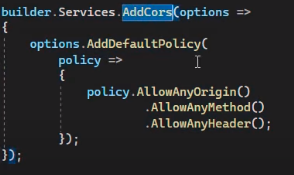 builder.Services.AddCors(options =>
{
    options.AddDefaultPolicy(
        policy =>
        {
            policy.AllowAnyOrigin()
                    .AllowAnyMethod()
                    .AllowAnyHeader();
        });
});